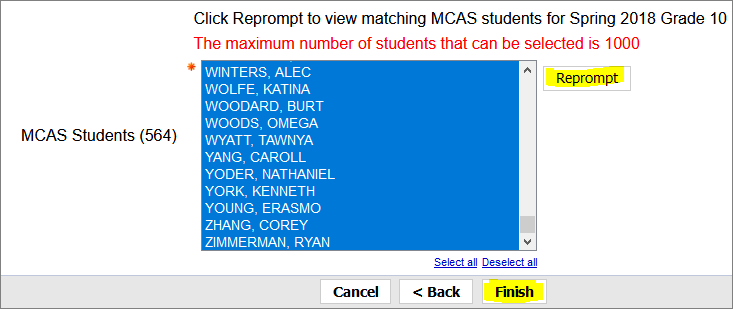 Click Reprompt to view matching MCAS students for Spring 2018 Grade 10
The maximum number of students that can be selected is 1000
MCAS Students (564)
WINTERS, ALEC
WOLFE, KATINA
WOODARD, BURT
WOODS, OMEGA
WYATT, TAWNYA
YANG, CAROLL
YODER, NATHANIEL
YORK, KENNETH
YOUNG, ERASMO
ZHANG, COREY
ZIMMERMAN, RYAN
Reprompt
Select all Deselect all
Cancel < Back Finish